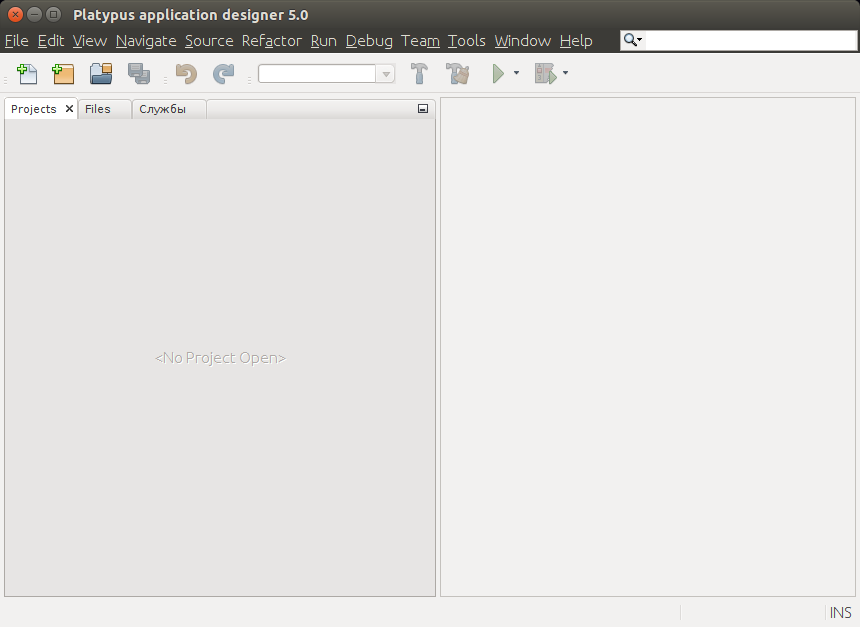 Platypus application designer 5.0
File Edit View Navigate Source Refactor Run Debug Team Tools Window Help
Projects Files Службы
<No Project Open>
INS